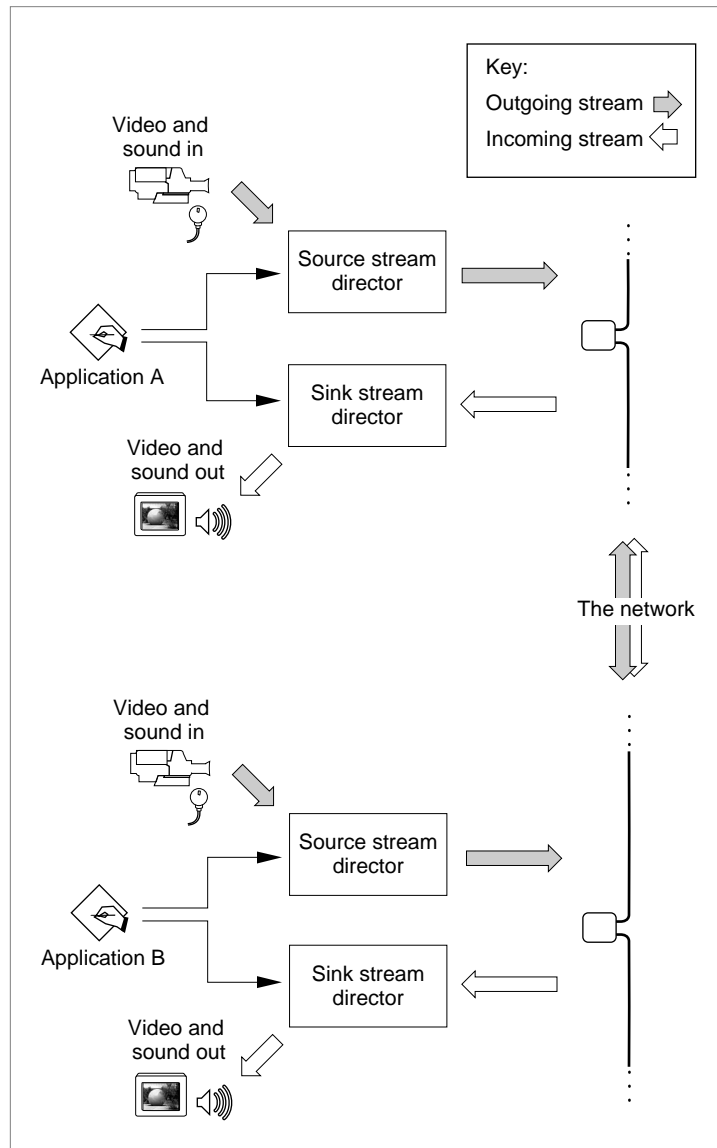 Key:
Outgoing stream
Incoming stream
Video and
sound in
Source stream
director
Application A
Sink stream
director
Video and
sound out
The network
Video and
sound in
Source stream
director
Application B
Sink stream
director
Video and
sound out